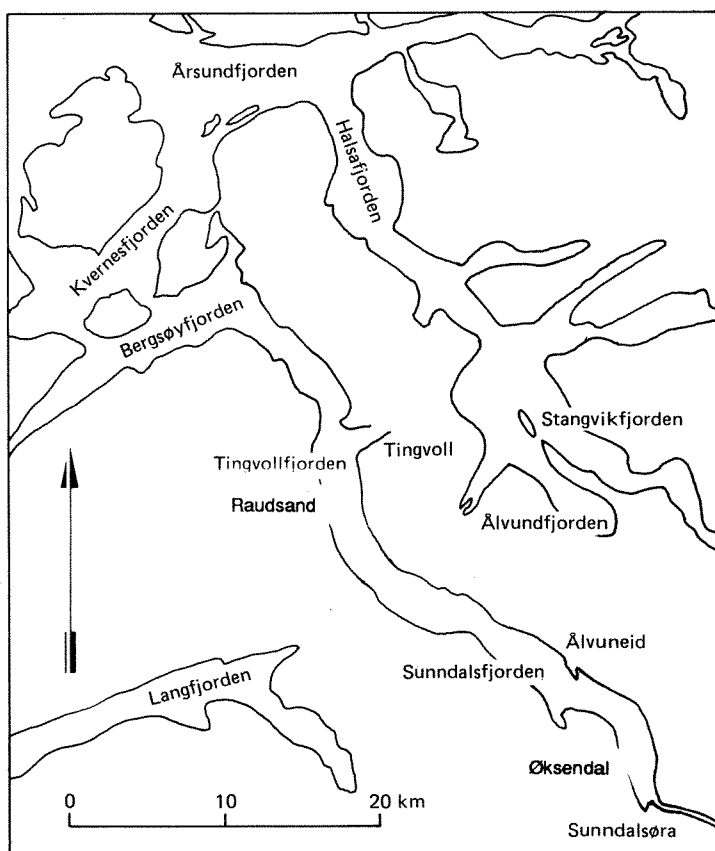 Årsundfjorden
Halsafjorden
Kvernesfjorden
Bergsøyfjorden
Stangvikfjorden
Tingvollfjorden
Tingvoll
Raudsand
Ålvundfjorden
Ålvuneid
Sunndalsfjorden
Langfjorden
Øksendal
0 10 20 km
Sunndalsøra